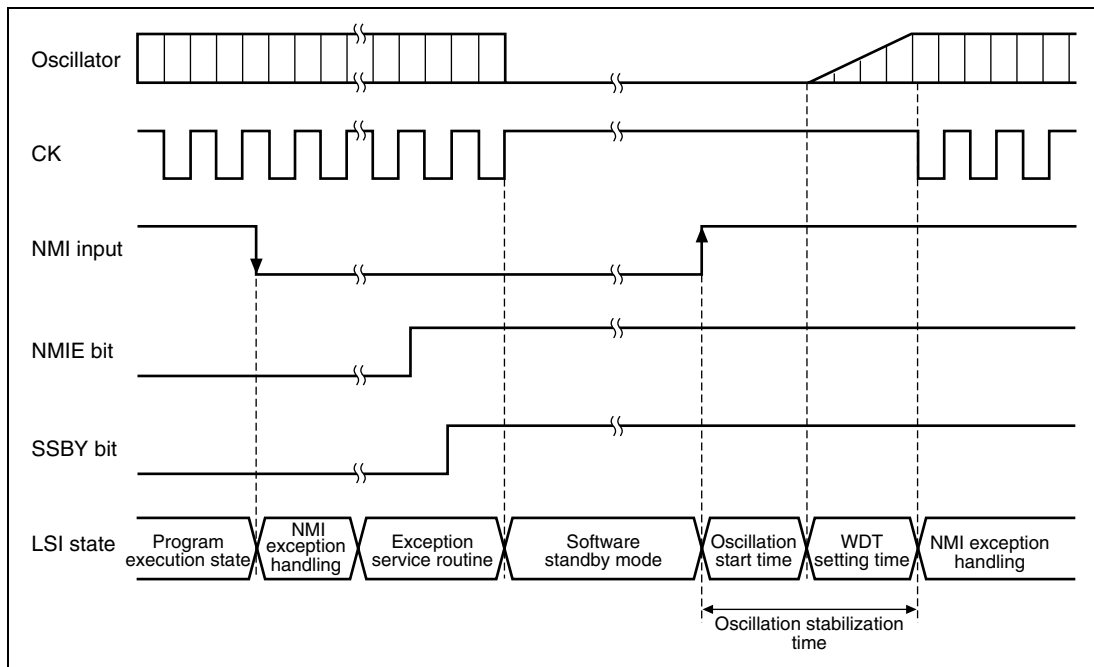 Oscillator
CK
NMI input
NMIE bit
SSBY bit
LSI state
Program
execution state
NMI
exception
handling
Exception
service routine
Software
standby mode
Oscillation
start time
WDT
setting time
NMI exception
handling
Oscillation stabilization
time